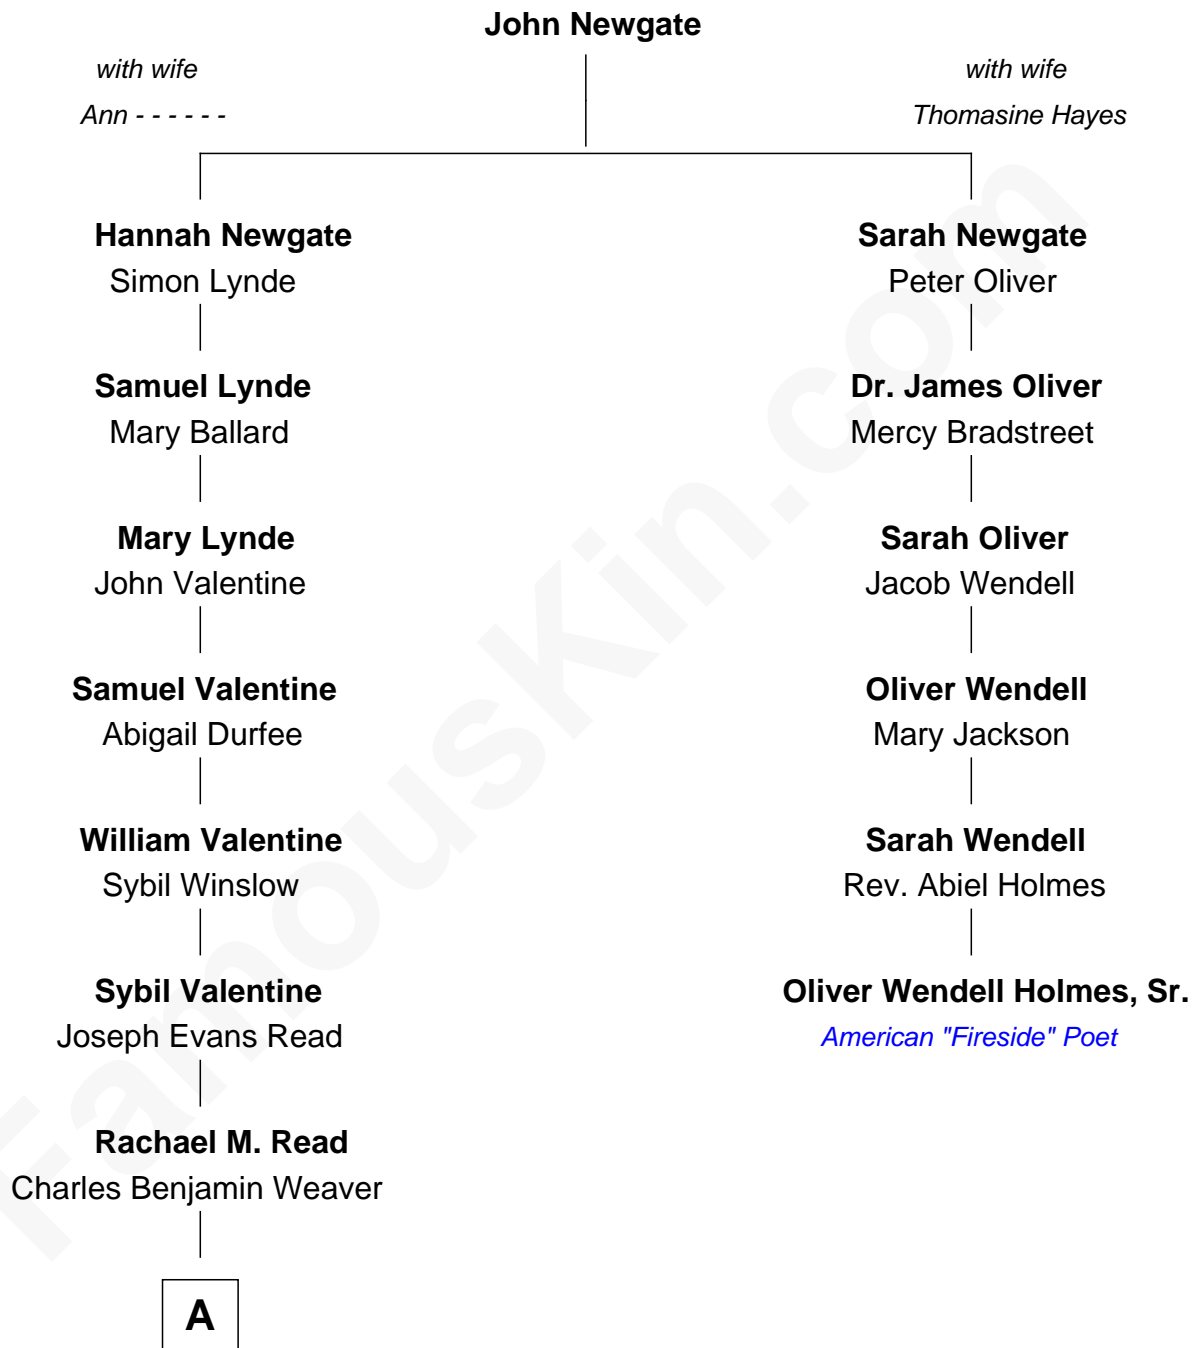 John Newgate
with wife
Ann - - - - - -
with wife
Thomasine Hayes
Hannah Newgate
Simon Lynde
Sarah Newgate
Peter Oliver
Samuel Lynde
Mary Ballard
Dr. James Oliver
Mercy Bradstreet
Mary Lynde
John Valentine
Sarah Oliver
Jacob Wendell
Samuel Valentine
Abigail Durfee
Oliver Wendell
Mary Jackson
William Valentine
Sybil Winslow
Sarah Wendell
Rev. Abiel Holmes
Sybil Valentine
Joseph Evans Read
Oliver Wendell Holmes, Sr.
American "Fireside" Poet
Rachael M. Read
Charles Benjamin Weaver
A
FamousKin.com